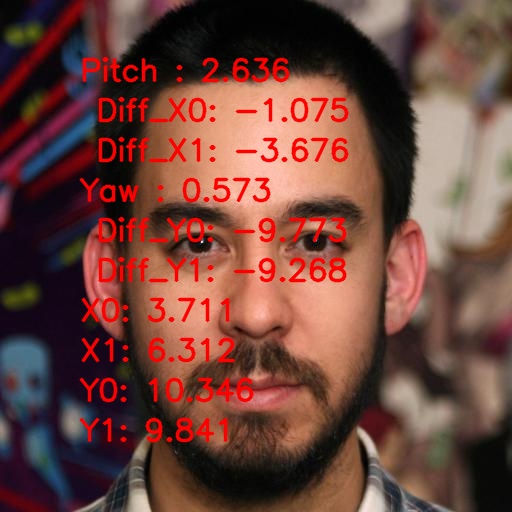 Pitch : 2.636
Diff_X0: -1.075
Diff_X1: -3.676
Yaw : 0.573
Diff_Y0: -9.773
Diff_Y1: -9.268
X0: 3.711
X1: 6.312
Y0: 10.346
Y1: 9.841